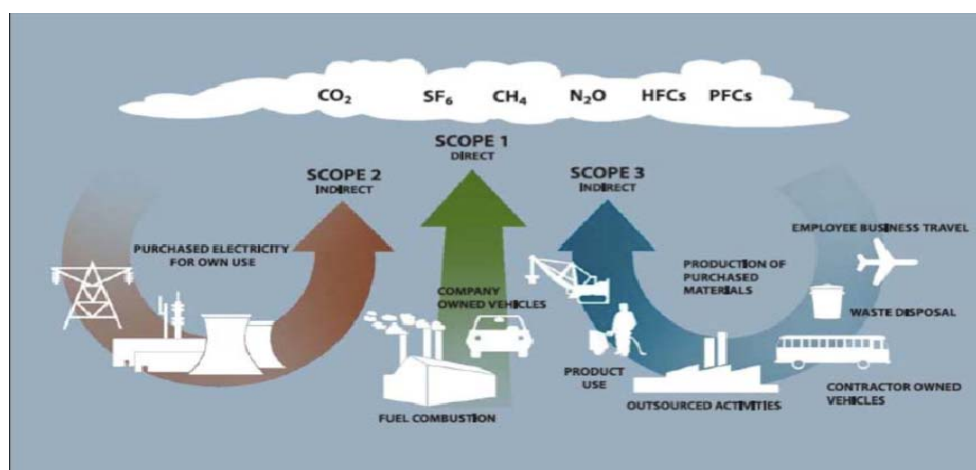 CO₂ SF₆ CH₄ N₂O HFCs PFCs
SCOPE 1
DIRECT
SCOPE 2
INDIRECT
SCOPE 3
INDIRECT
PURCHASED ELECTRICITY
FOR OWN USE
COMPANY
OWNED VEHICLES
FUEL COMBUSTION
PRODUCT
USE
PRODUCTION OF
PURCHASED
MATERIALS
OUTSOURCED ACTIVITIES
EMPLOYEE BUSINESS TRAVEL
WASTE DISPOSAL
CONTRACTOR OWNED
VEHICLES